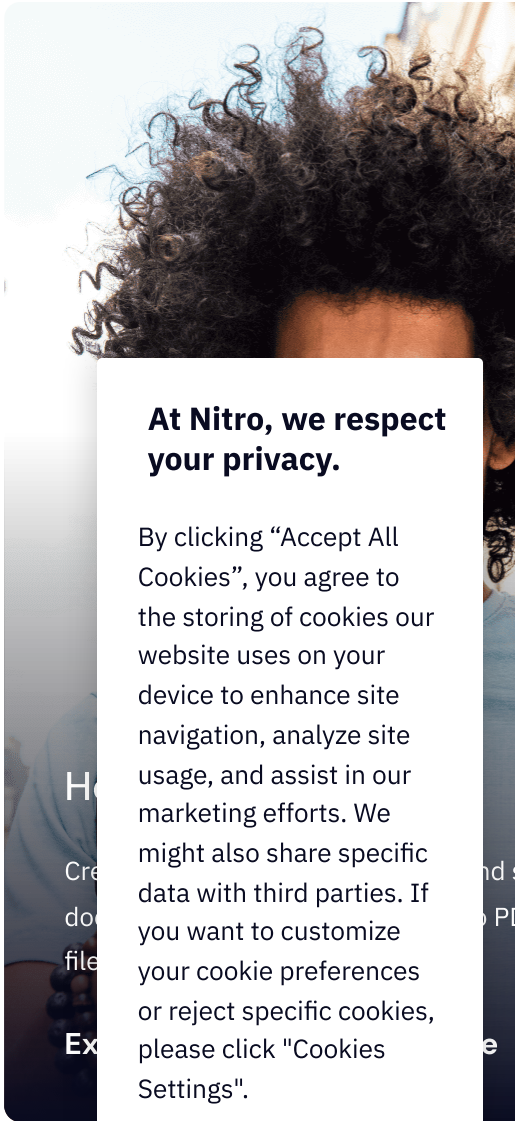 At Nitro, we respect
your privacy.
By clicking “Accept All
Cookies”, you agree to
the storing of cookies our
website uses on your
device to enhance site
navigation, analyze site
usage, and assist in our
marketing efforts. We
might also share specific
data with third parties. If
you want to customize
your cookie preferences
or reject specific cookies,
please click "Cookies
Settings".